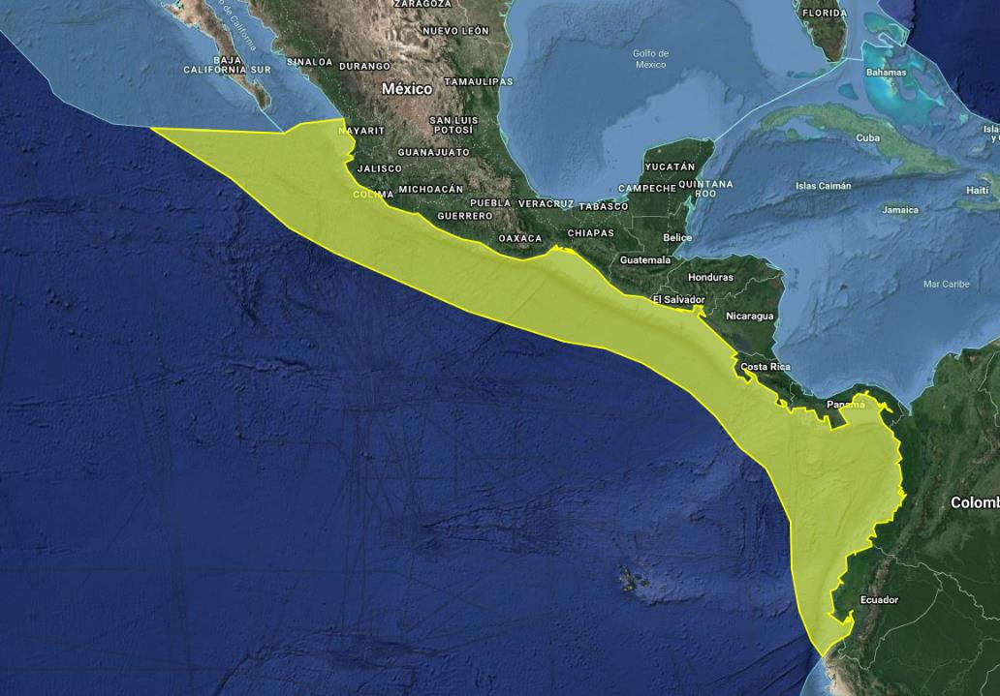 ZARAGOZA
FLORIDA
NUEVO LEÓN
o de California
Golfo de
Mexico
BAJA
CALIFORNIA SUR
SINALOA
DURANGO
Bahamas
TAMAULIPAS
México
SAN LUIS
POTOSÍ
NAYARIT
Cuba
GUANAJUATO
JALISCO
YUCATÁN
Islas Caimán
Haití
MICHOACÁN
CAMPECHE
QUINTANA
ROO
COLIMA
PUEBLA
VERACRUZ
TABASCO
Jamaica
GUERRERO
OAXACA
CHIAPAS
Belice
Guatemala
Honduras
Mar Caribe
El Salvador
Nicaragua
Costa Rica
Panamá
Colomb
Ecuador